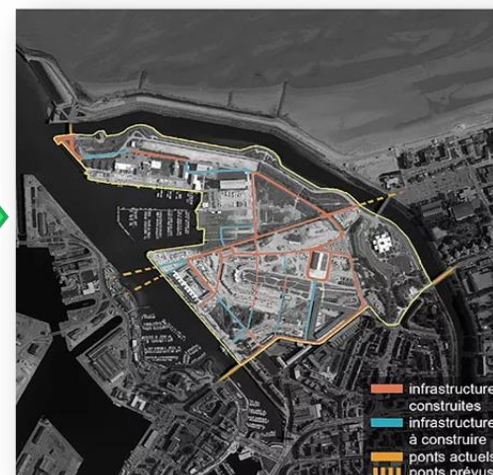 infrastructure
construites
infrastructure
à construire
ponts actuels
ponts prévus